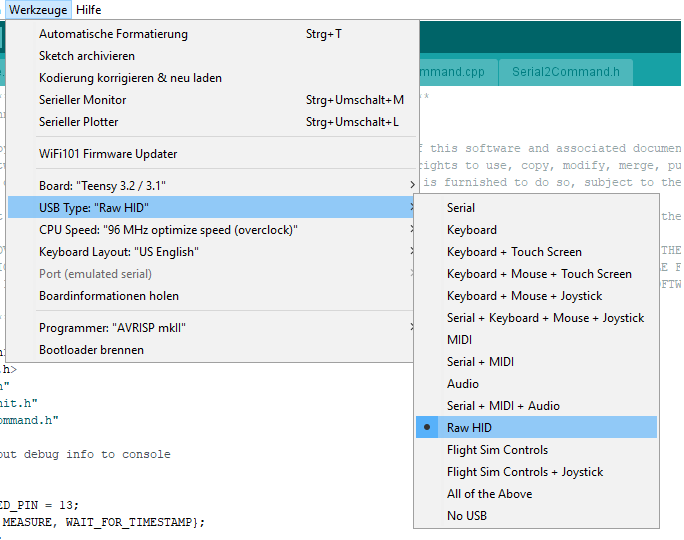 Werkzeuge Hilfe
Automatische Formatierung Strg+T
Sketch archivieren
Kodierung korrigieren & neu laden
Serieller Monitor Strg+Umschalt+M
Serieller Plotter Strg+Umschalt+L
WiFi101 Firmware Updater
Board: "Teensy 3.2 / 3.1"
USB Type: "Raw HID"
CPU Speed: "96 MHz optimize speed (overclock)"
Keyboard Layout: "US English"
Port (emulated serial)
Boardinformationen holen
Programmer: "AVRISP mkII"
Bootloader brennen
Serial
Keyboard
Keyboard + Touch Screen
Keyboard + Mouse + Touch Screen
Keyboard + Mouse + Joystick
Serial + Keyboard + Mouse + Joystick
MIDI
Serial + MIDI
Audio
Serial + MIDI + Audio
Raw HID
Flight Sim Controls
Flight Sim Controls + Joystick
All of the Above
No USB
mmand.cpp Serial2Command.h
f this software and associated documen
rights to use, copy, modify, merge, pu
is furnished to do so, subject to the
.h>
h"
nit.h"
ommand.h"
out debug info to console
ED_PIN = 13;
MEASURE, WAIT_FOR_TIMESTAMP};